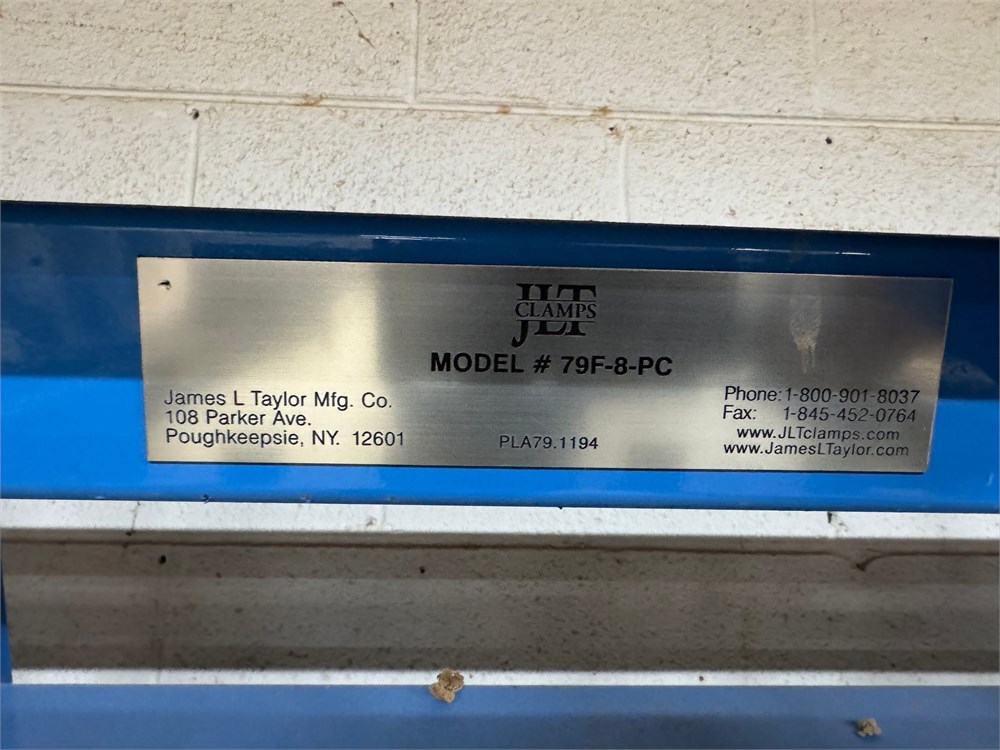 JLT
CLAMPS
MODEL # 79F-8-PC
James L Taylor Mfg. Co.
108 Parker Ave.
Poughkeepsie, NY. 12601
PLA79.1194
Phone: 1-800-901-8037
Fax: 1-845-452-0764
www.JLTclamps.com
www.JamesLTaylor.com